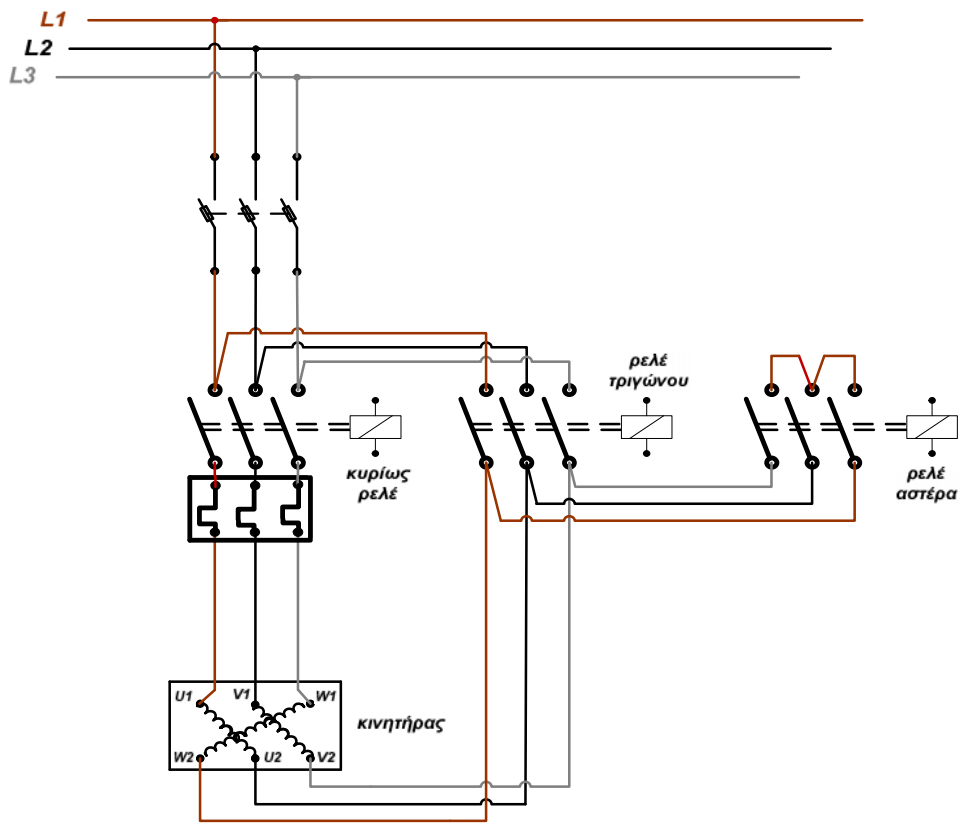 L1
L2
L3
ρελέ
τριγώνου
κυρίως
ρελέ
ρελέ
αστέρα
U1 V1 W1
κινητήρας
W2 U2 V2